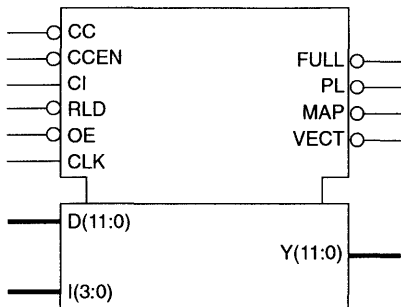 CC
CCEN
CI
RLD
OE
CLK
FULL
PL
MAP
VECT
D(11:0)
I(3:0)
Y(11:0)